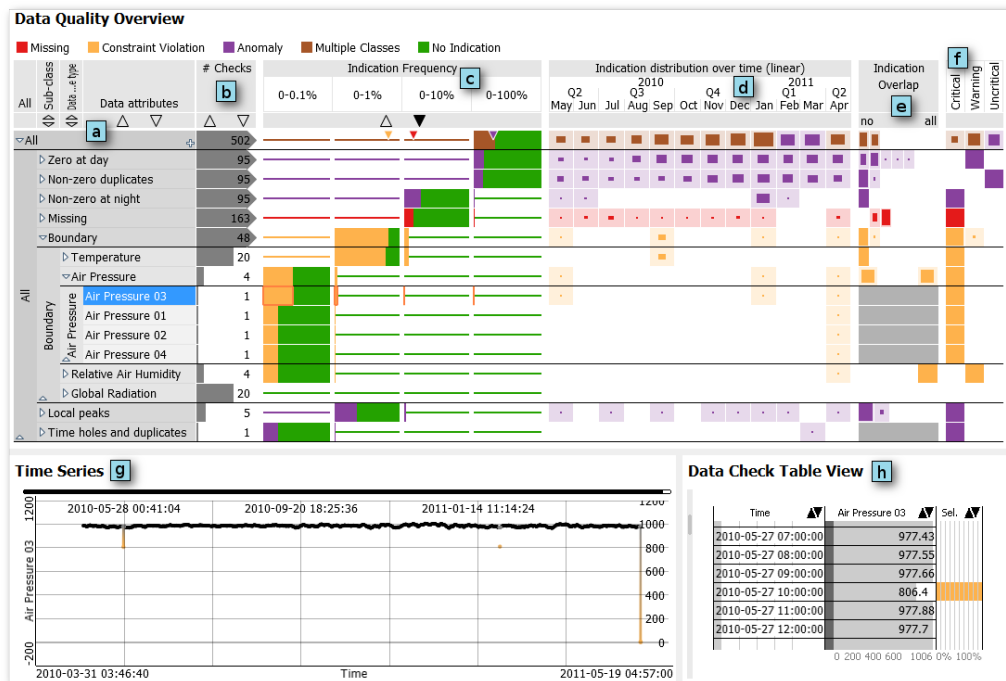 Data Quality Overview
Missing Constraint Violation Anomaly Multiple Classes No Indication
All Sub-class Data ...e type Data attributes # Checks Indication Frequency Indication distribution over time (linear) Indication Overlap Critical Warning Uncritical
a b c d e f
0-0.1% 0-1% 0-10% 0-100%
2010 2011
Q2 Q3 Q4 Q1 Q2
May Jun Jul Aug Sep Oct Nov Dec Jan Feb Mar Apr
no all
All 502
Zero at day 95
Non-zero duplicates 95
Non-zero at night 95
Missing 163
Boundary 48
Temperature 20
Air Pressure 4
Air Pressure 03 1
Air Pressure 01 1
Air Pressure 02 1
Air Pressure 04 1
Relative Air Humidity 4
Global Radiation 20
Local peaks 5
Time holes and duplicates 1
All
Boundary
Air Pressure
Time Series g
1200 1200
2010-05-28 00:41:04 2010-09-20 18:25:36 2011-01-14 11:14:24
1000
800
600
400
200
0
Air Pressure 03
-200
2010-03-31 03:46:40 Time 2011-05-19 04:57:00
Data Check Table View h
Time Air Pressure 03 Sel.
2010-05-27 07:00:00 977.43
2010-05-27 08:00:00 977.55
2010-05-27 09:00:00 977.66
2010-05-27 10:00:00 806.4
2010-05-27 11:00:00 977.88
2010-05-27 12:00:00 977.7
0 200 400 600 1006 0% 100%